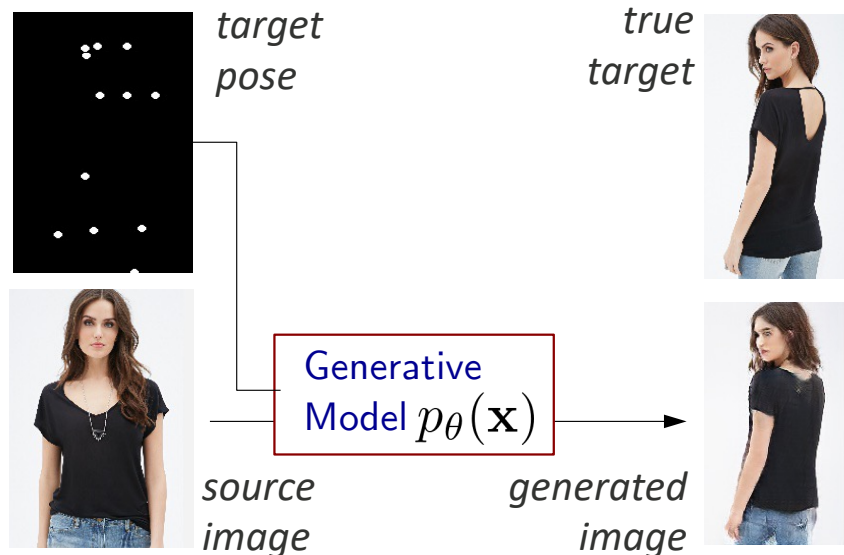 target
pose
true
target
Generative
Model pθ(x)
source
image
generated
image